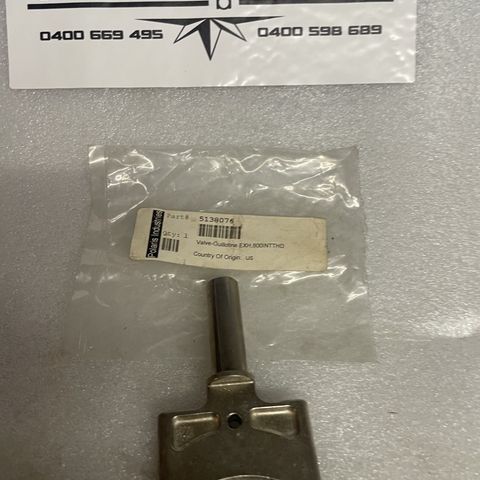 0400 669 495
0400 598 689
Polaris Industries
Part# 5138076
Qty: 1
Valve-Guillotine EXH,800INTTHD
Country Of Origin: US